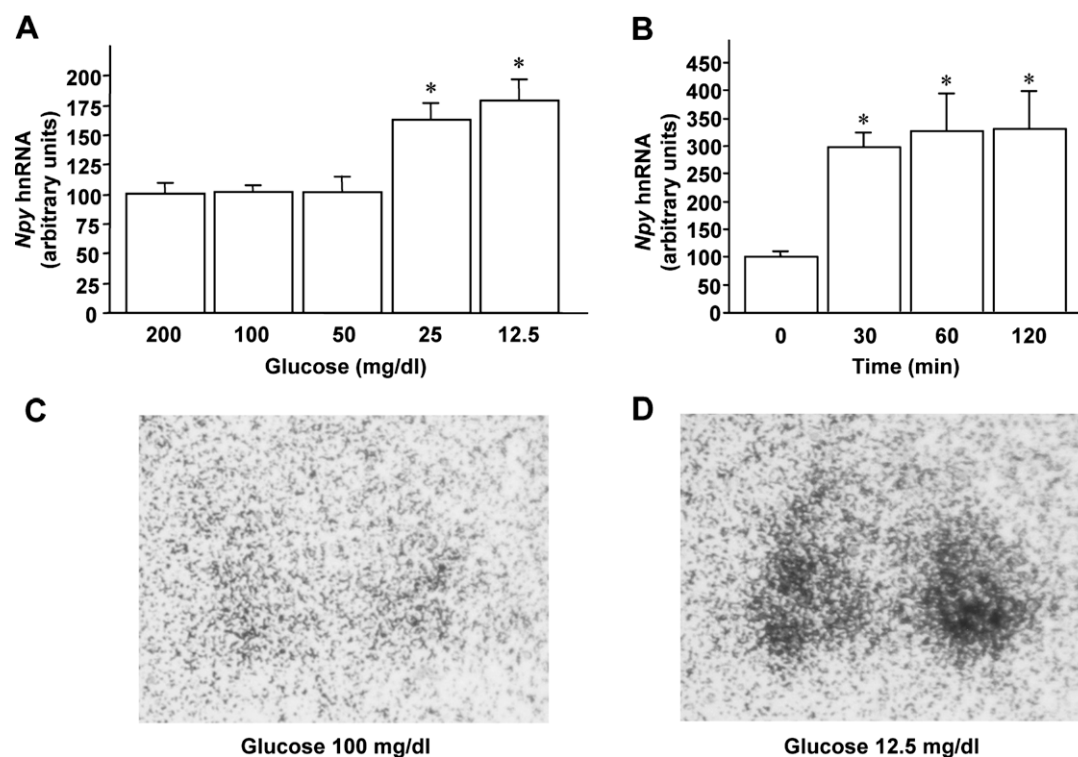 A
Npy hnRNA
(arbitrary units)
200
175
150
125
100
75
50
25
0
*
*
200 100 50 25 12.5
Glucose (mg/dl)
B
Npy hnRNA
(arbitrary units)
450
400
350
300
250
200
150
100
50
0
*
*
*
0 30 60 120
Time (min)
C
Glucose 100 mg/dl
D
Glucose 12.5 mg/dl